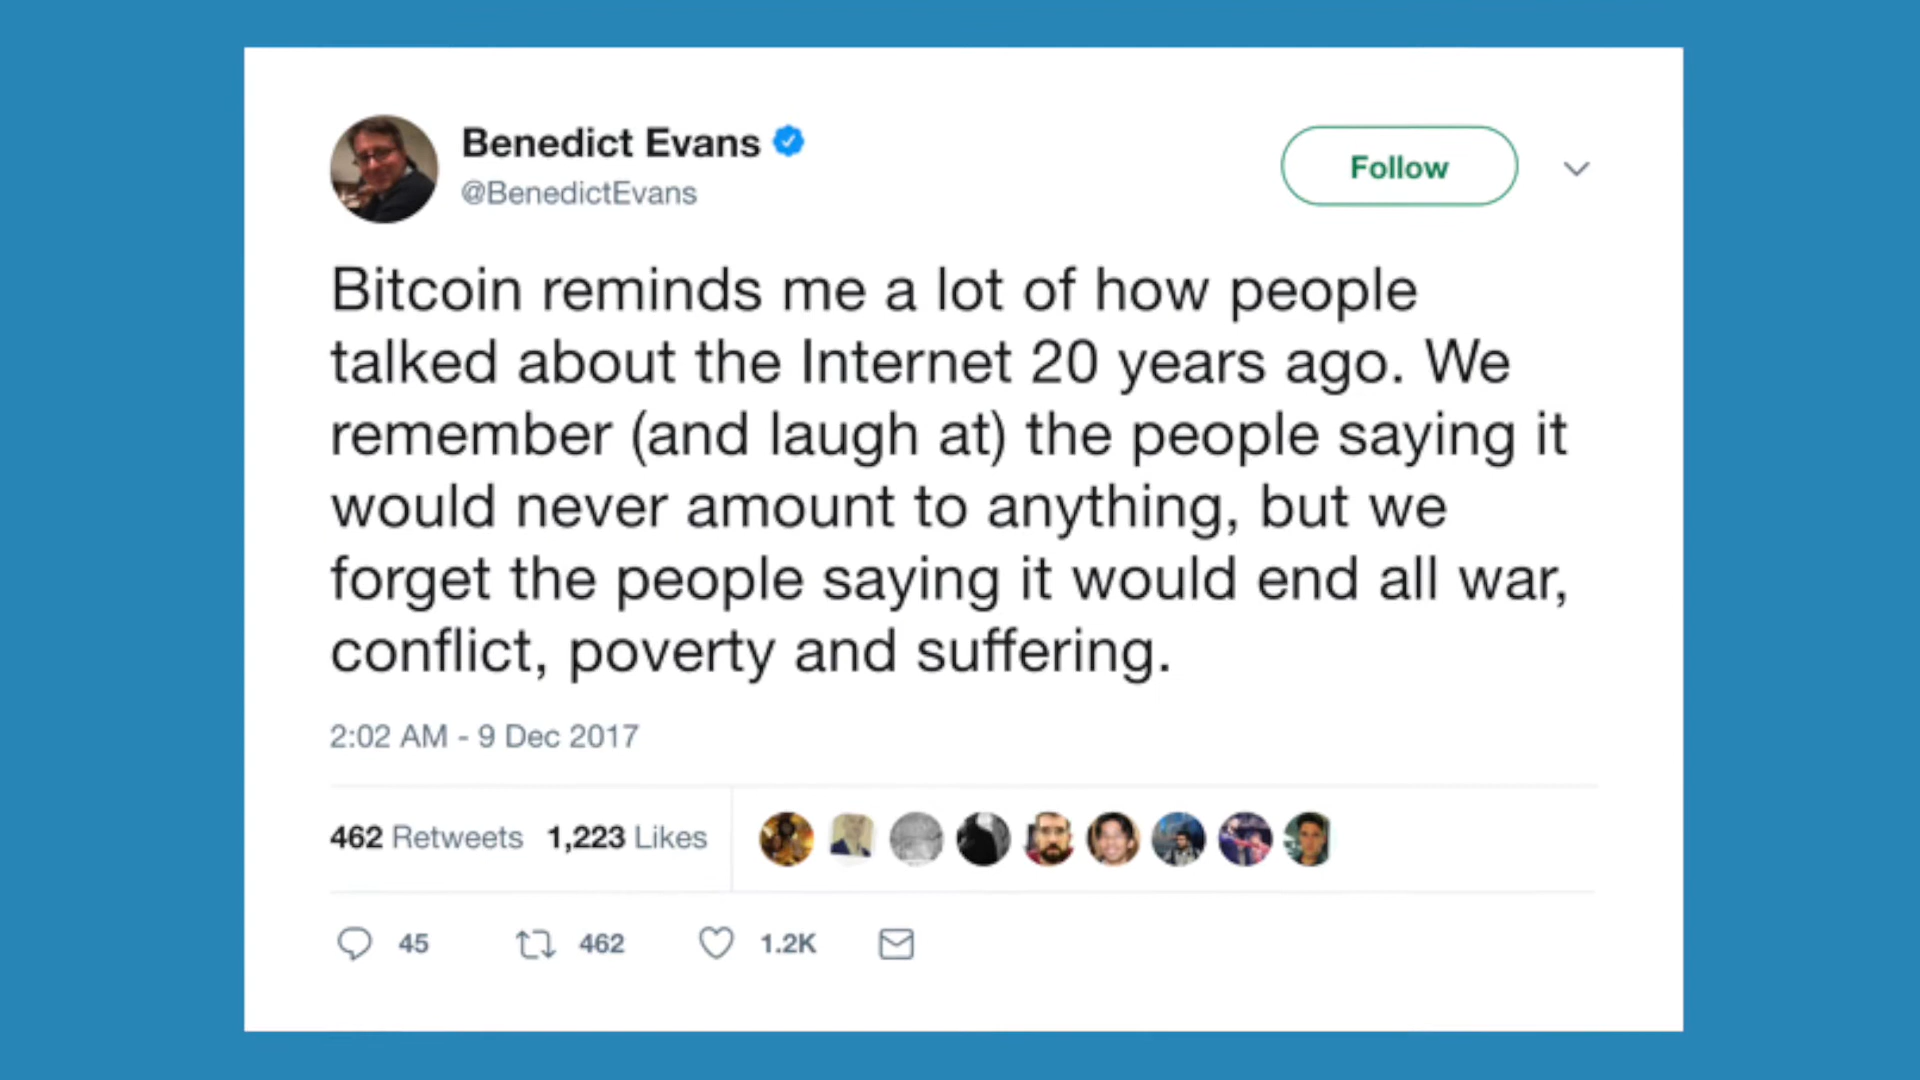 Benedict Evans
@BenedictEvans
Follow
Bitcoin reminds me a lot of how people
talked about the Internet 20 years ago. We
remember (and laugh at) the people saying it
would never amount to anything, but we
forget the people saying it would end all war,
conflict, poverty and suffering.
2:02 AM - 9 Dec 2017
462 Retweets 1,223 Likes
45 462 1.2K